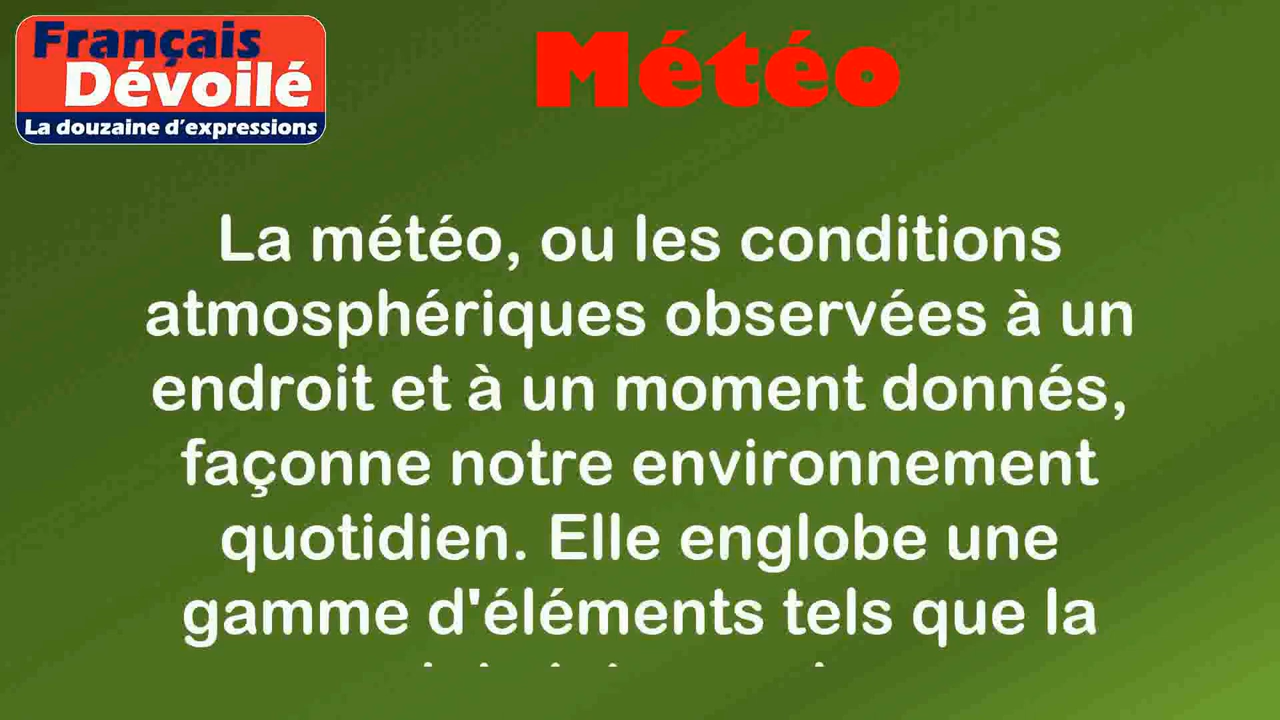 Français
Dévoilé
La douzaine d'expressions
Météo
La météo, ou les conditions
atmosphériques observées à un
endroit et à un moment donnés,
façonne notre environnement
quotidien. Elle englobe une
gamme d'éléments tels que la